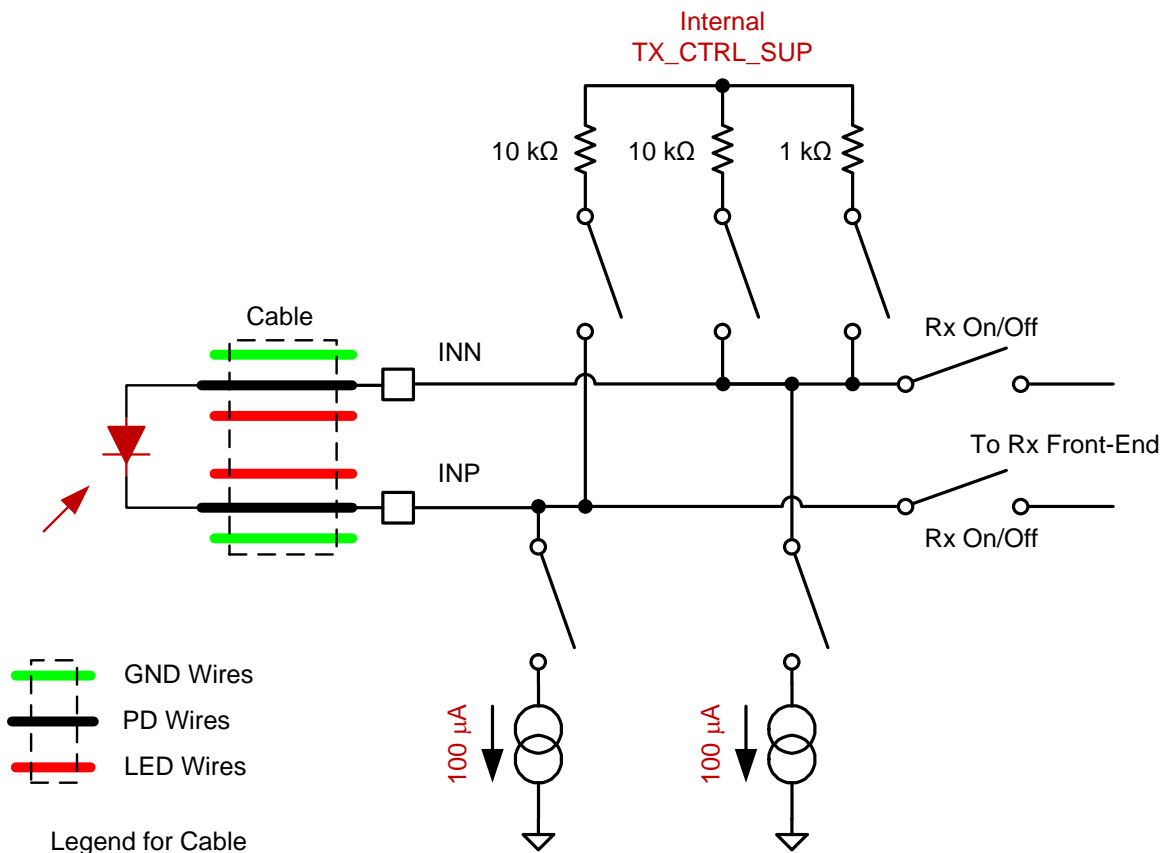 Internal
TX_CTRL_SUP
10 kΩ
10 kΩ
1 kΩ
Cable
Rx On/Off
INN
To Rx Front-End
INP
Rx On/Off
GND Wires
PD Wires
LED Wires
100 µA
100 µA
Legend for Cable